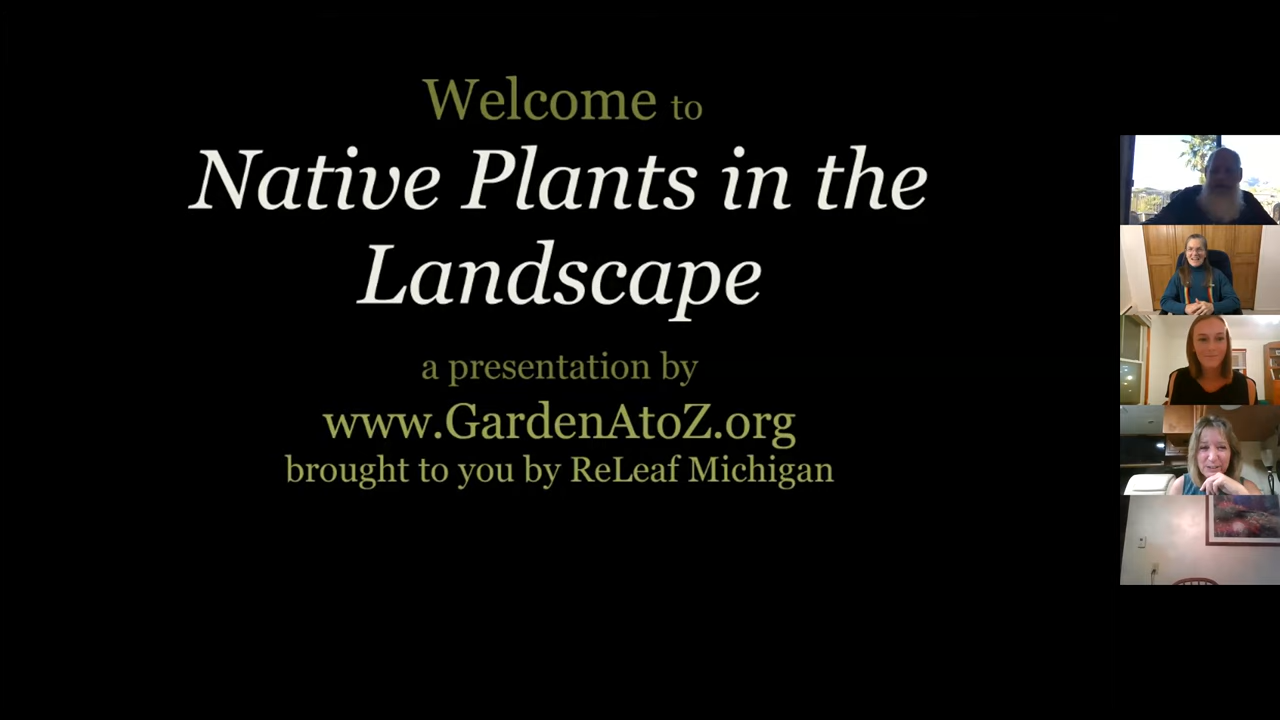 Welcome to
Native Plants in the
Landscape
a presentation by
www.GardenAtoZ.org
brought to you by ReLeaf Michigan